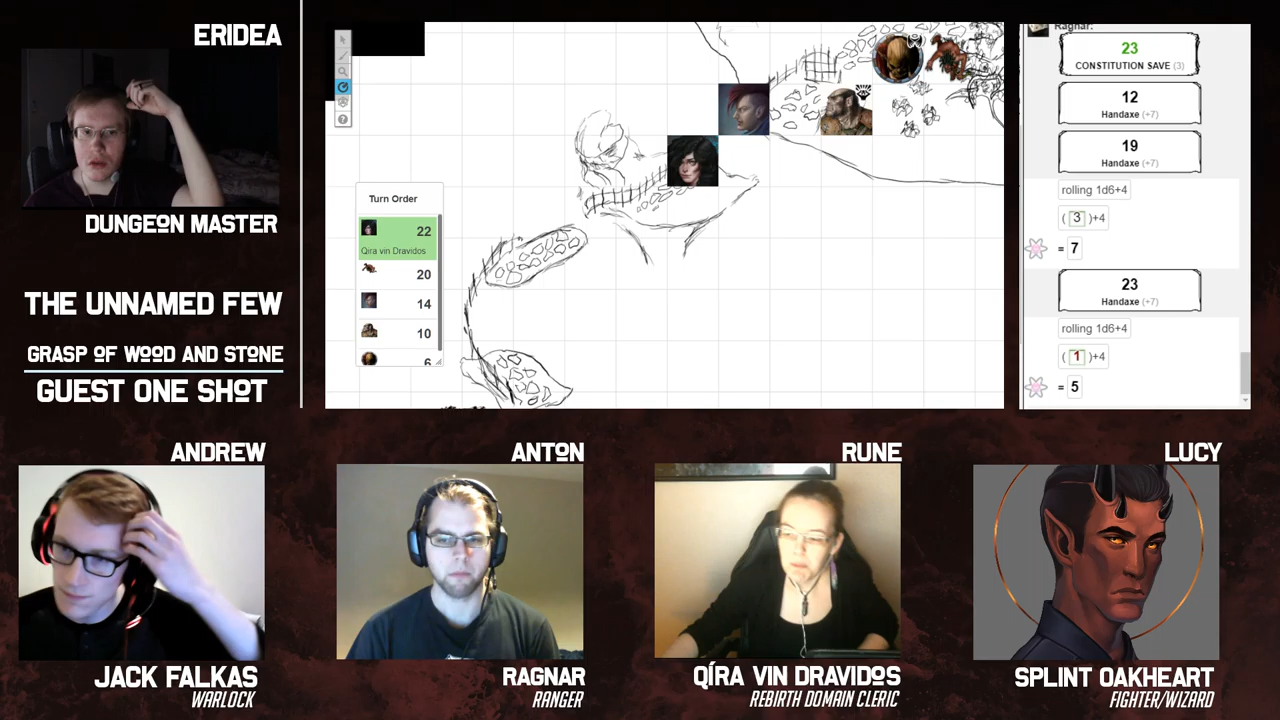 ERIDEA
DUNGEON MASTER
THE UNNAMED FEW
GRASP OF WOOD AND STONE
GUEST ONE SHOT
Turn Order
22
Qira vin Dravidos
20
14
10
6
Ragnar:
23
CONSTITUTION SAVE (3)
12
Handaxe (+7)
19
Handaxe (+7)
rolling 1d6+4
( 3 )+4
= 7
23
Handaxe (+7)
rolling 1d6+4
( 1 )+4
= 5
ANDREW
JACK FALKAS
WARLOCK
ANTON
RAGNAR
RANGER
RUNE
QÍRA VIN DRAVIDOS
REBIRTH DOMAIN CLERIC
LUCY
SPLINT OAKHEART
FIGHTER/WIZARD